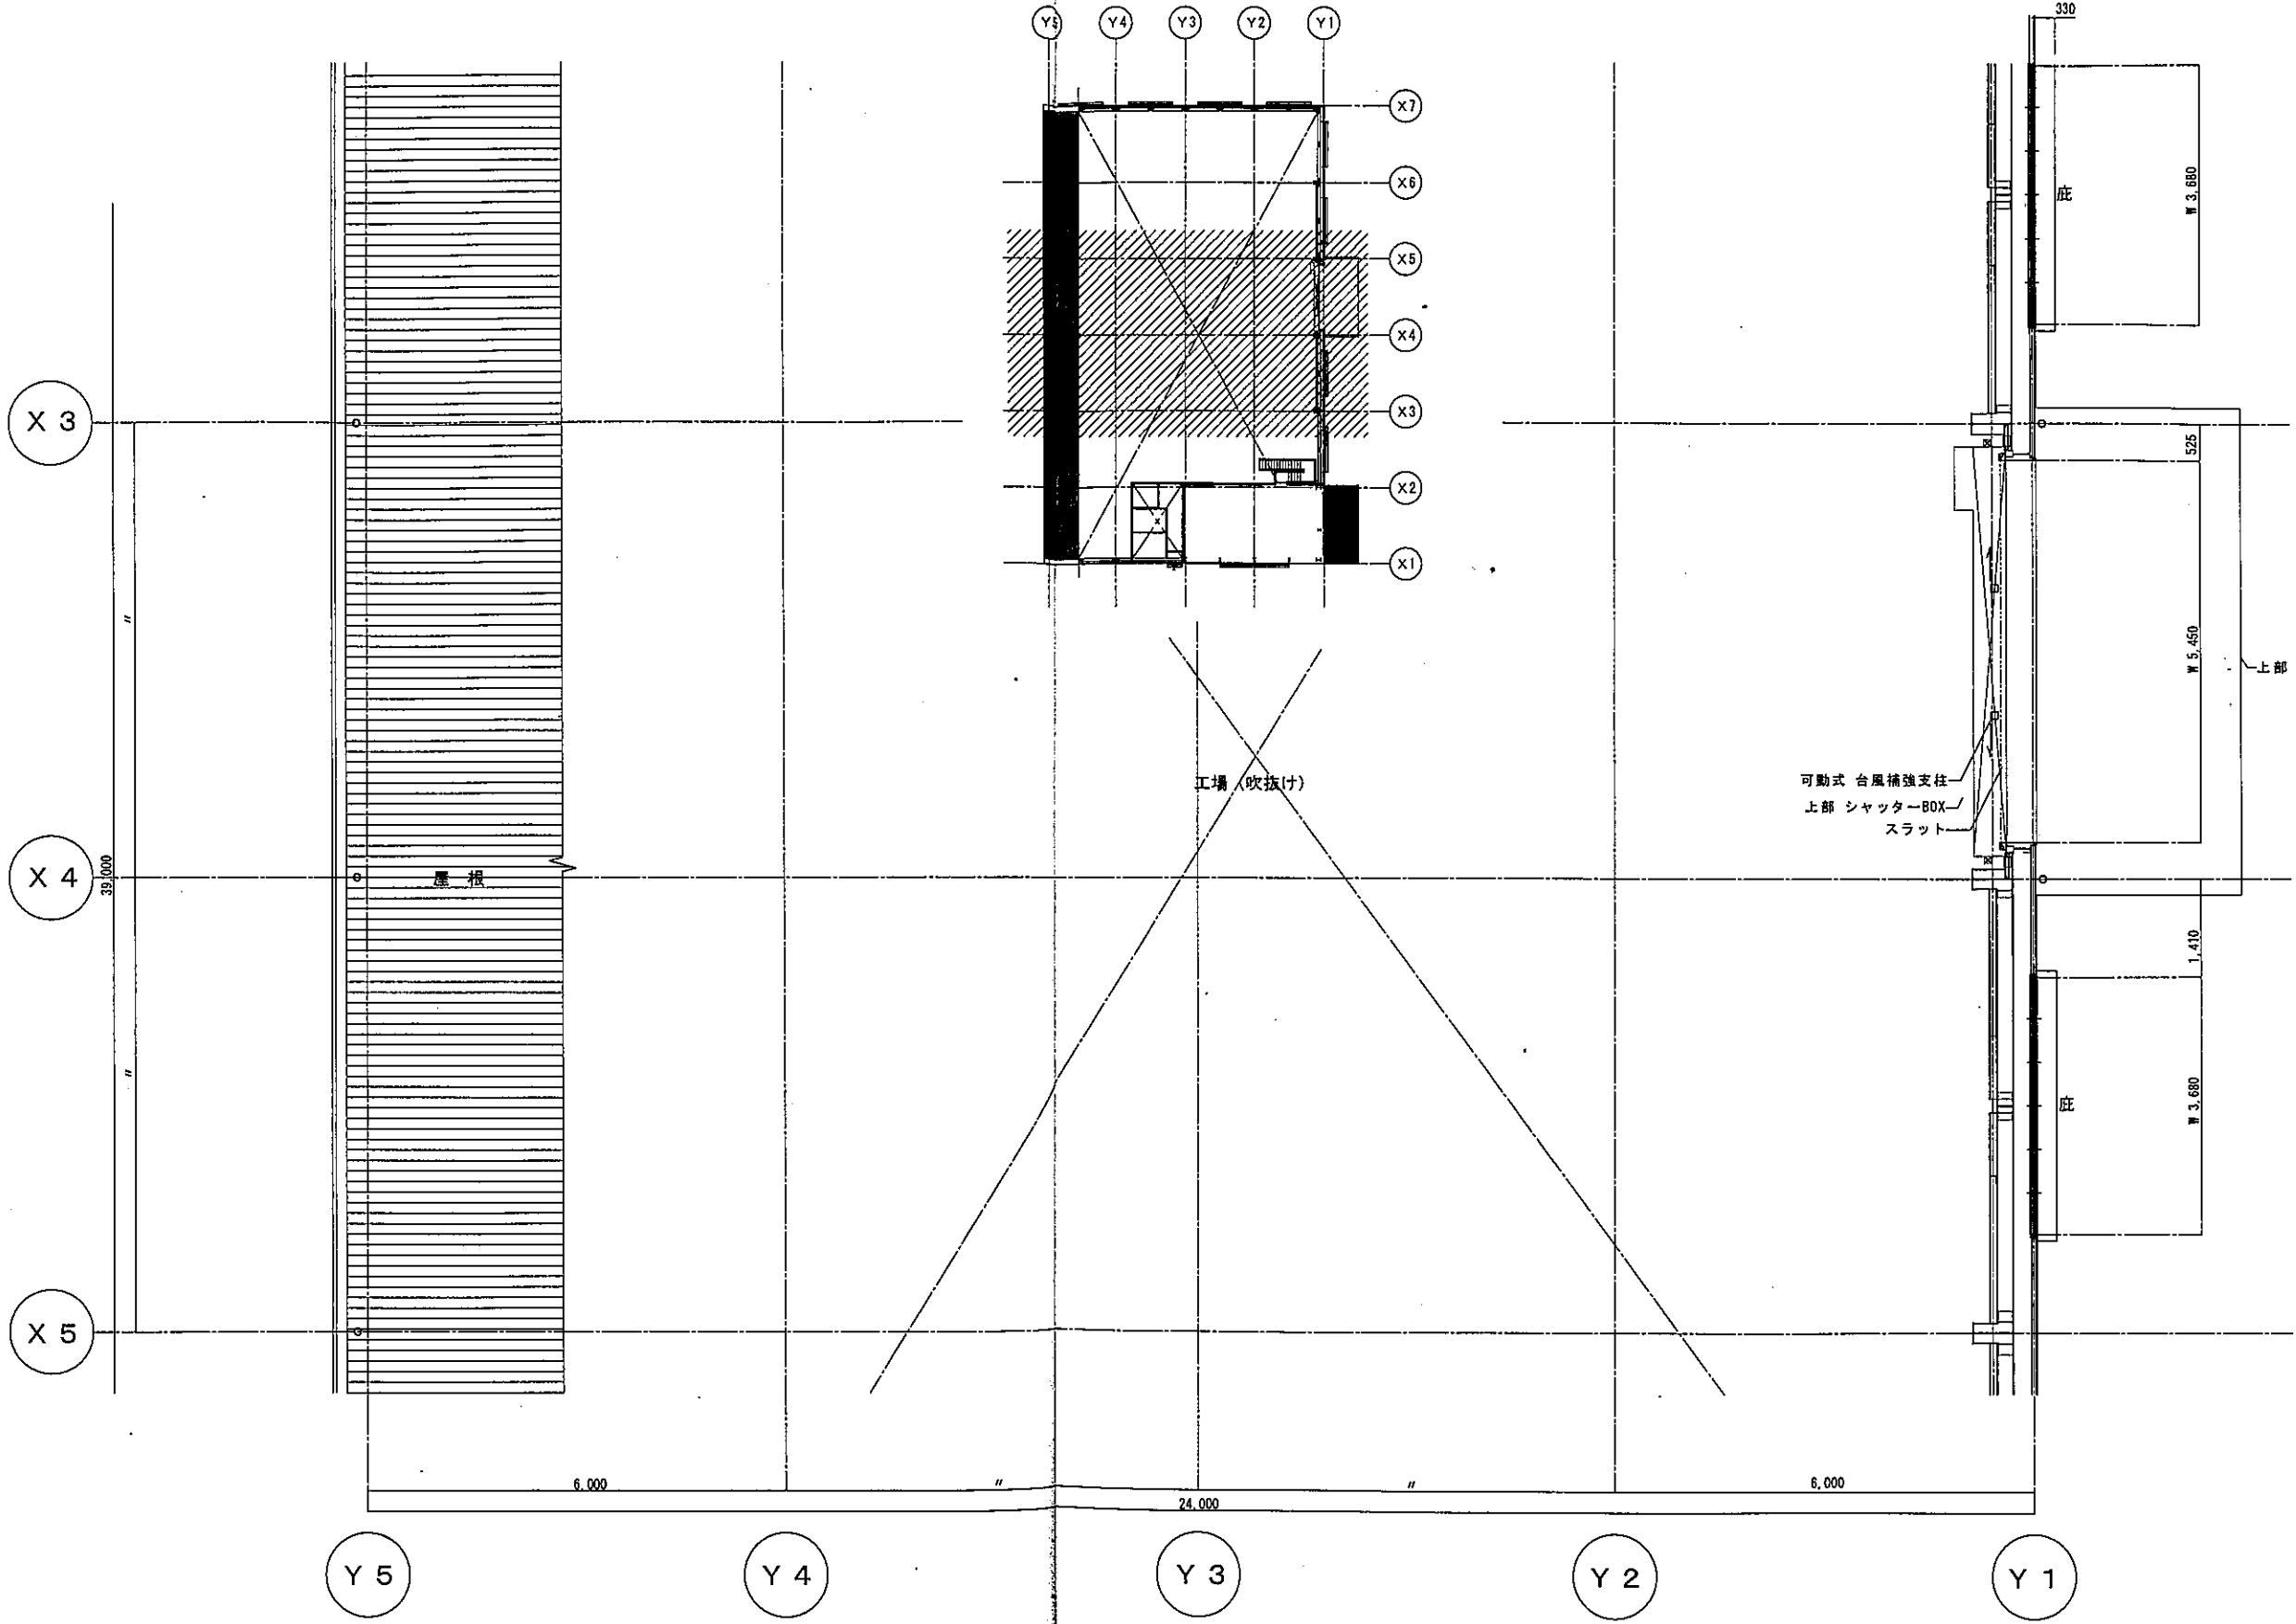 Y5 Y4 Y3 Y2 Y1
330
X7
X6
X5
X4
X3
X2
X1
W 3,680
庇
X 3
525
〃
W 5,450
上部
工場 (吹抜け)
可動式 台風補強支柱
上部 シャッターBOX
スラット
X 4
39,000
屋 根
1,410
〃
庇
W 3,680
X 5
6,000
〃
〃
6,000
24,000
Y 5
Y 4
Y 3
Y 2
Y 1